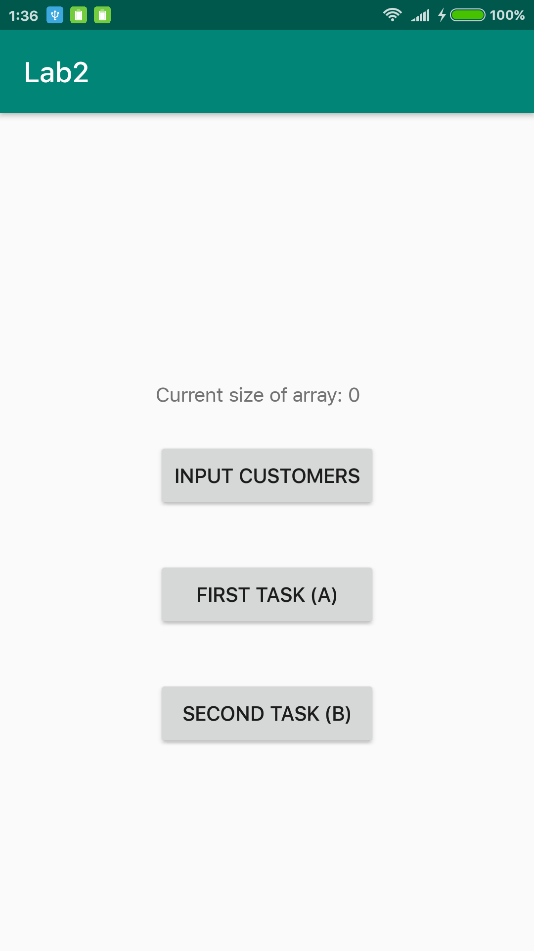 1:36 100%
Lab2
Current size of array: 0
INPUT CUSTOMERS
FIRST TASK (A)
SECOND TASK (B)